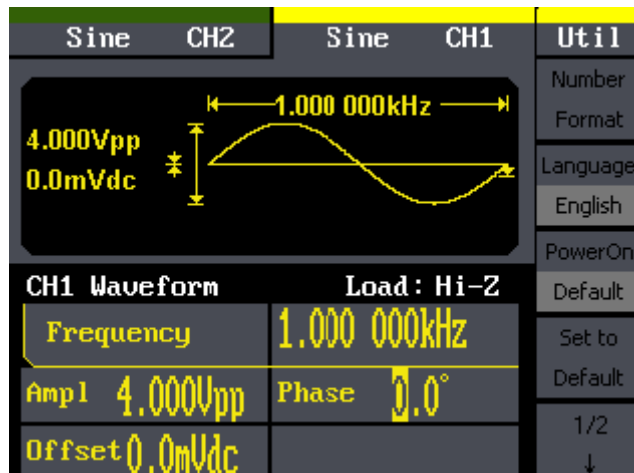 Sine CH2 Sine CH1 Util
Number
Format
1.000 000kHz
4.000Vpp
0.0mVdc
Language
English
PowerOn
Default
CH1 Waveform Load: Hi-Z
Frequency 1.000 000kHz
Set to
Default
Ampl 4.000Vpp Phase 0.0°
Offset 0.0mVdc
1/2
↓